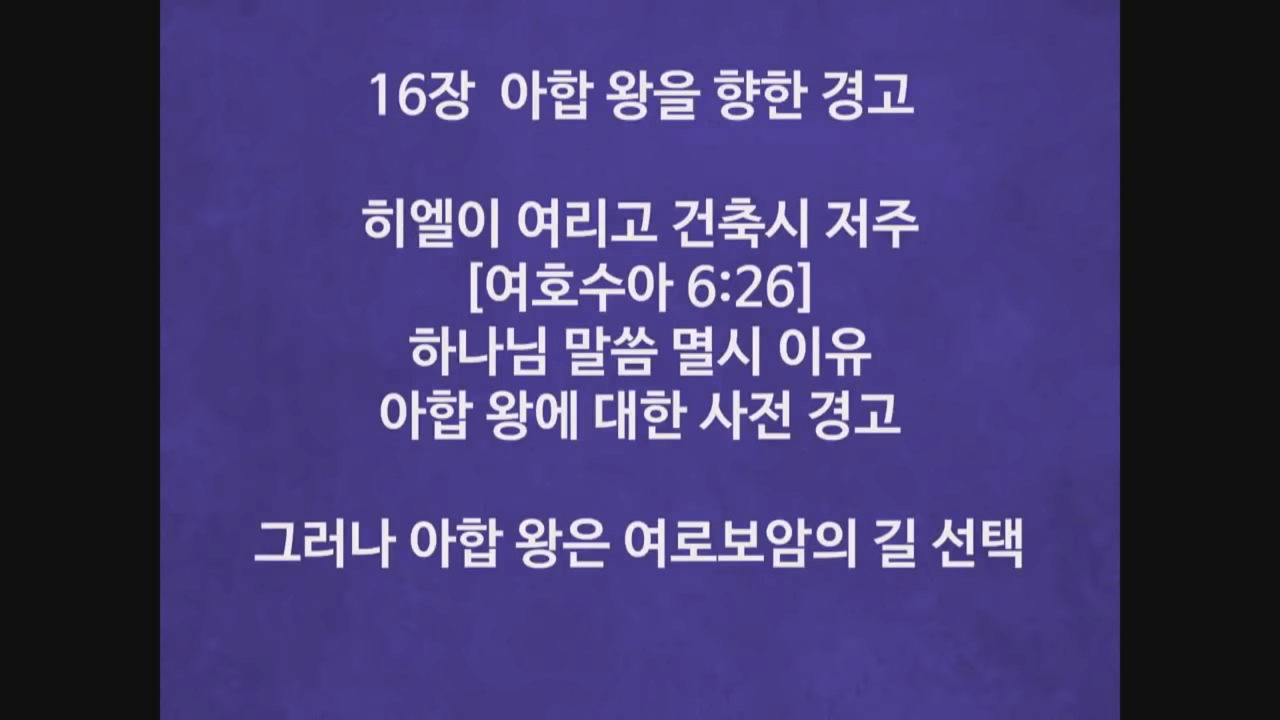 16장  아합 왕을 향한 경고
히엘이 여리고 건축시 저주
[여호수아 6:26]
하나님 말씀 멸시 이유
아합 왕에 대한 사전 경고
그러나 아합 왕은 여로보암의 길 선택